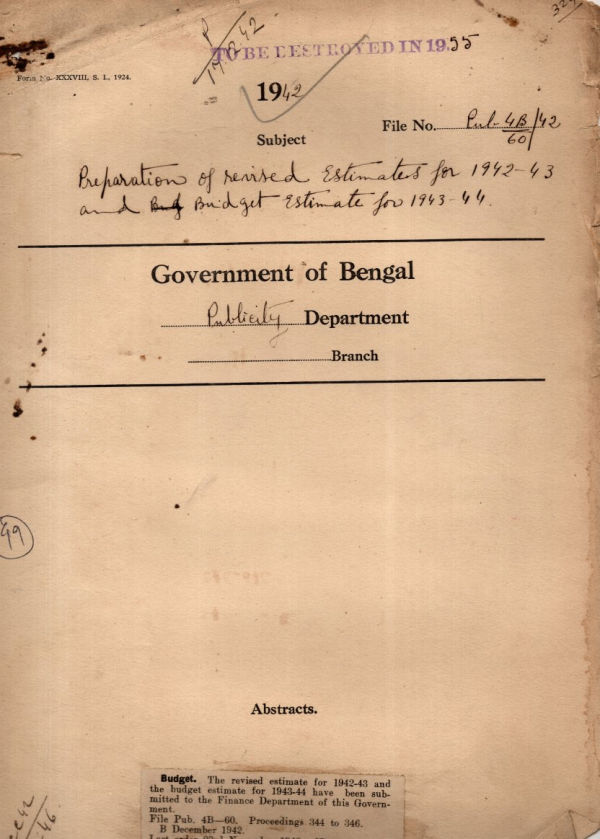 P
17.2.42
TO BE DESTROYED IN 1955
Form No. XXXVIII, S. I., 1924.
1942
File No. Pub-4B/42
60
Subject
Preparation of revised Estimates for 1942-43
and Budget Estimate for 1943-44.
Government of Bengal
Publicity Department
Branch
49
Abstracts.
Budget. The revised estimate for 1942-43 and
the budget estimate for 1943-44 have been sub-
mitted to the Finance Department of this Govern-
ment.
File Pub. 4B—60. Proceedings 344 to 346.
B December 1942.